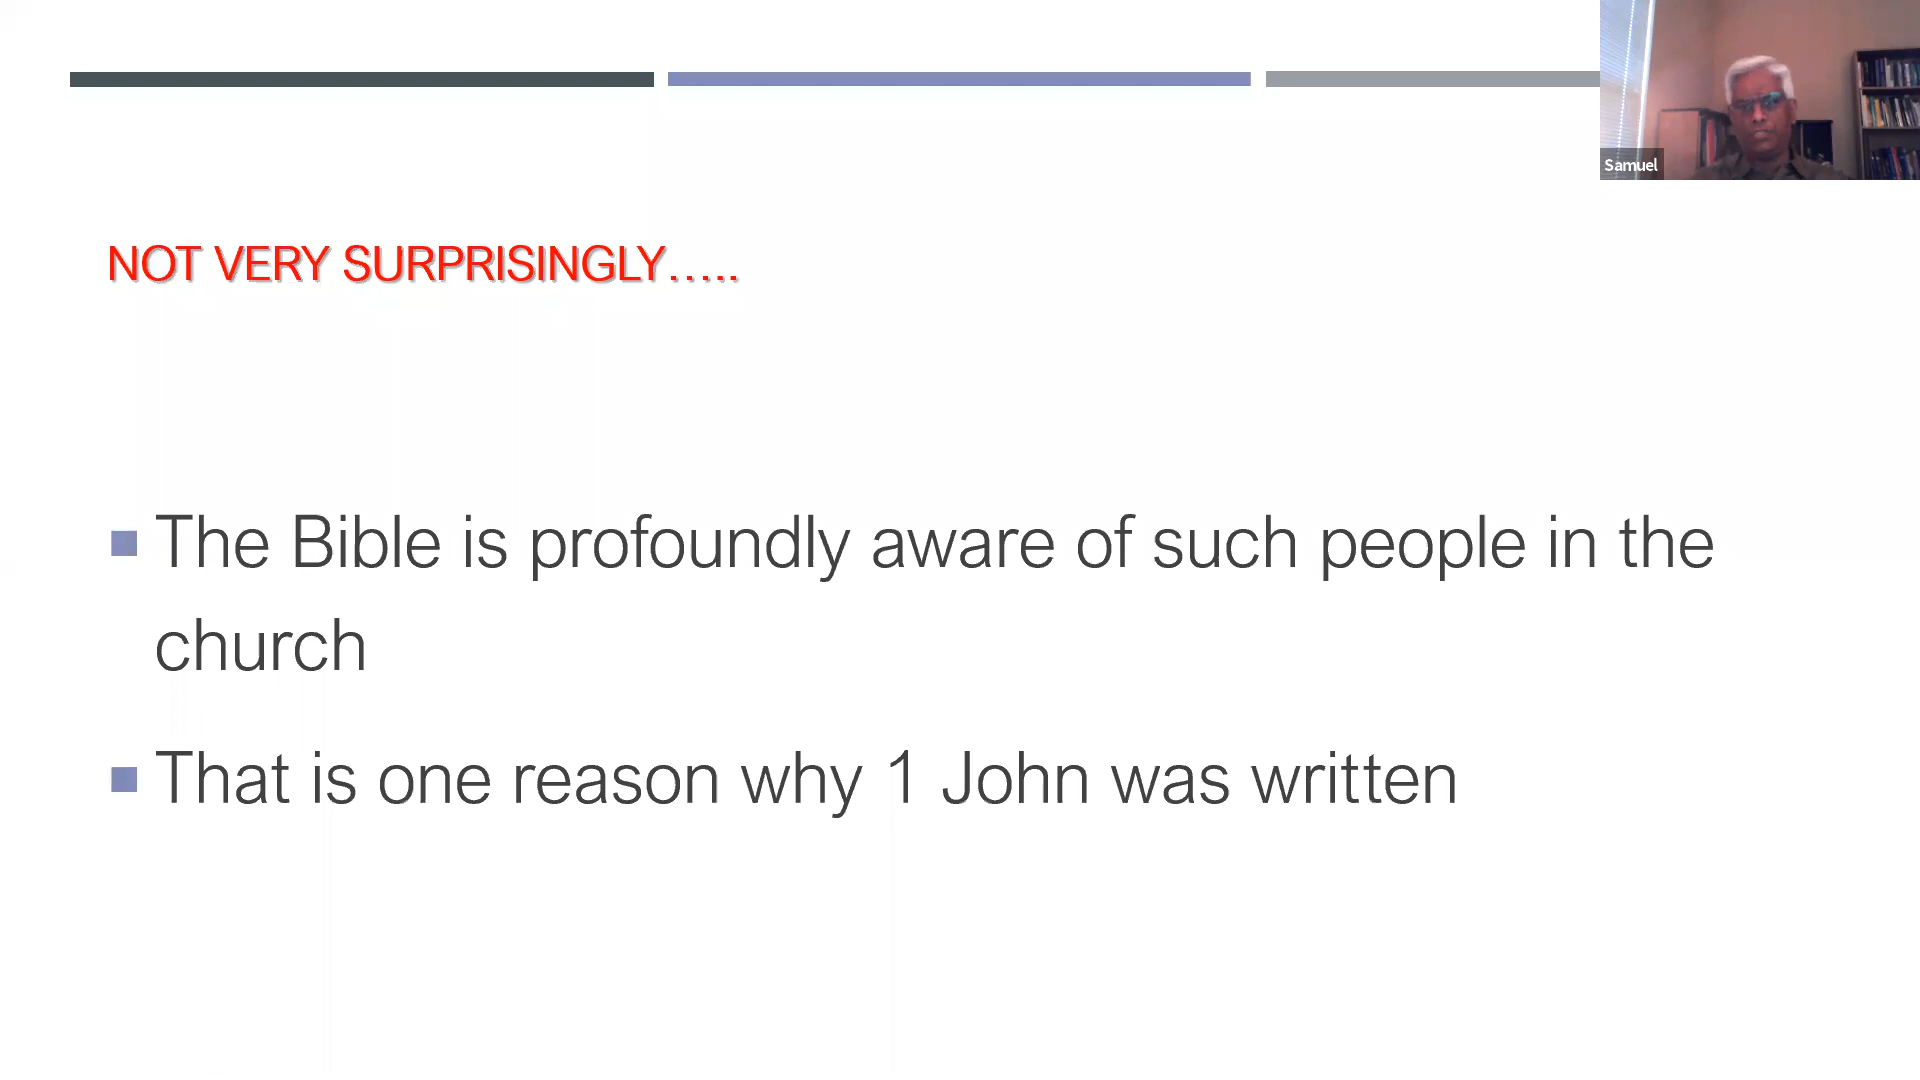 Samuel
NOT VERY SURPRISINGLY.....
The Bible is profoundly aware of such people in the
church
That is one reason why 1 John was written